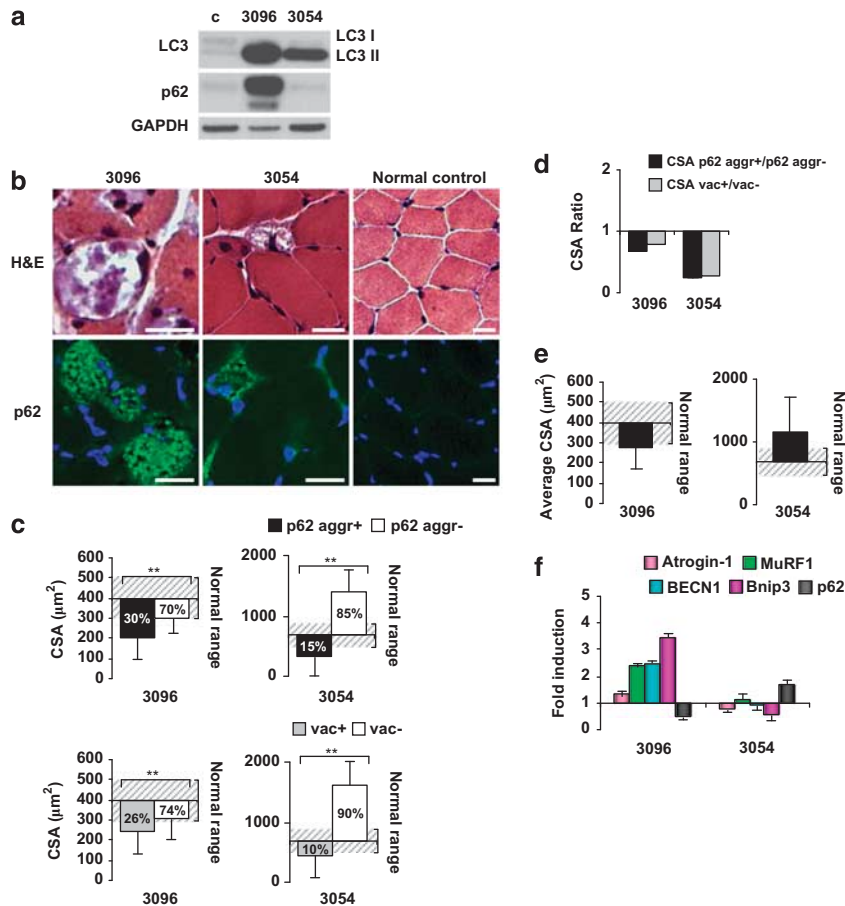 a
c 3096 3054
LC3
LC3 I
LC3 II
p62
GAPDH
b
3096 3054 Normal control
H&E
p62
c
p62 aggr+ p62 aggr-
CSA (µm²)
600
500
400
300
200
100
0
**
30%
70%
Normal range
3096
2000
1000
0
**
15%
85%
Normal range
3054
vac+ vac-
CSA (µm²)
600
500
400
300
200
100
0
**
26%
74%
Normal range
3096
2000
1000
0
**
10%
90%
Normal range
3054
d
CSA p62 aggr+/p62 aggr-
CSA vac+/vac-
CSA Ratio
2
1
0
3096 3054
e
Average CSA (µm²)
600
500
400
300
200
100
0
Normal range
3096
2000
1000
0
Normal range
3054
f
Atrogin-1 MuRF1
BECN1 Bnip3 p62
Fold induction
5
4
3
2
1
0
3096 3054